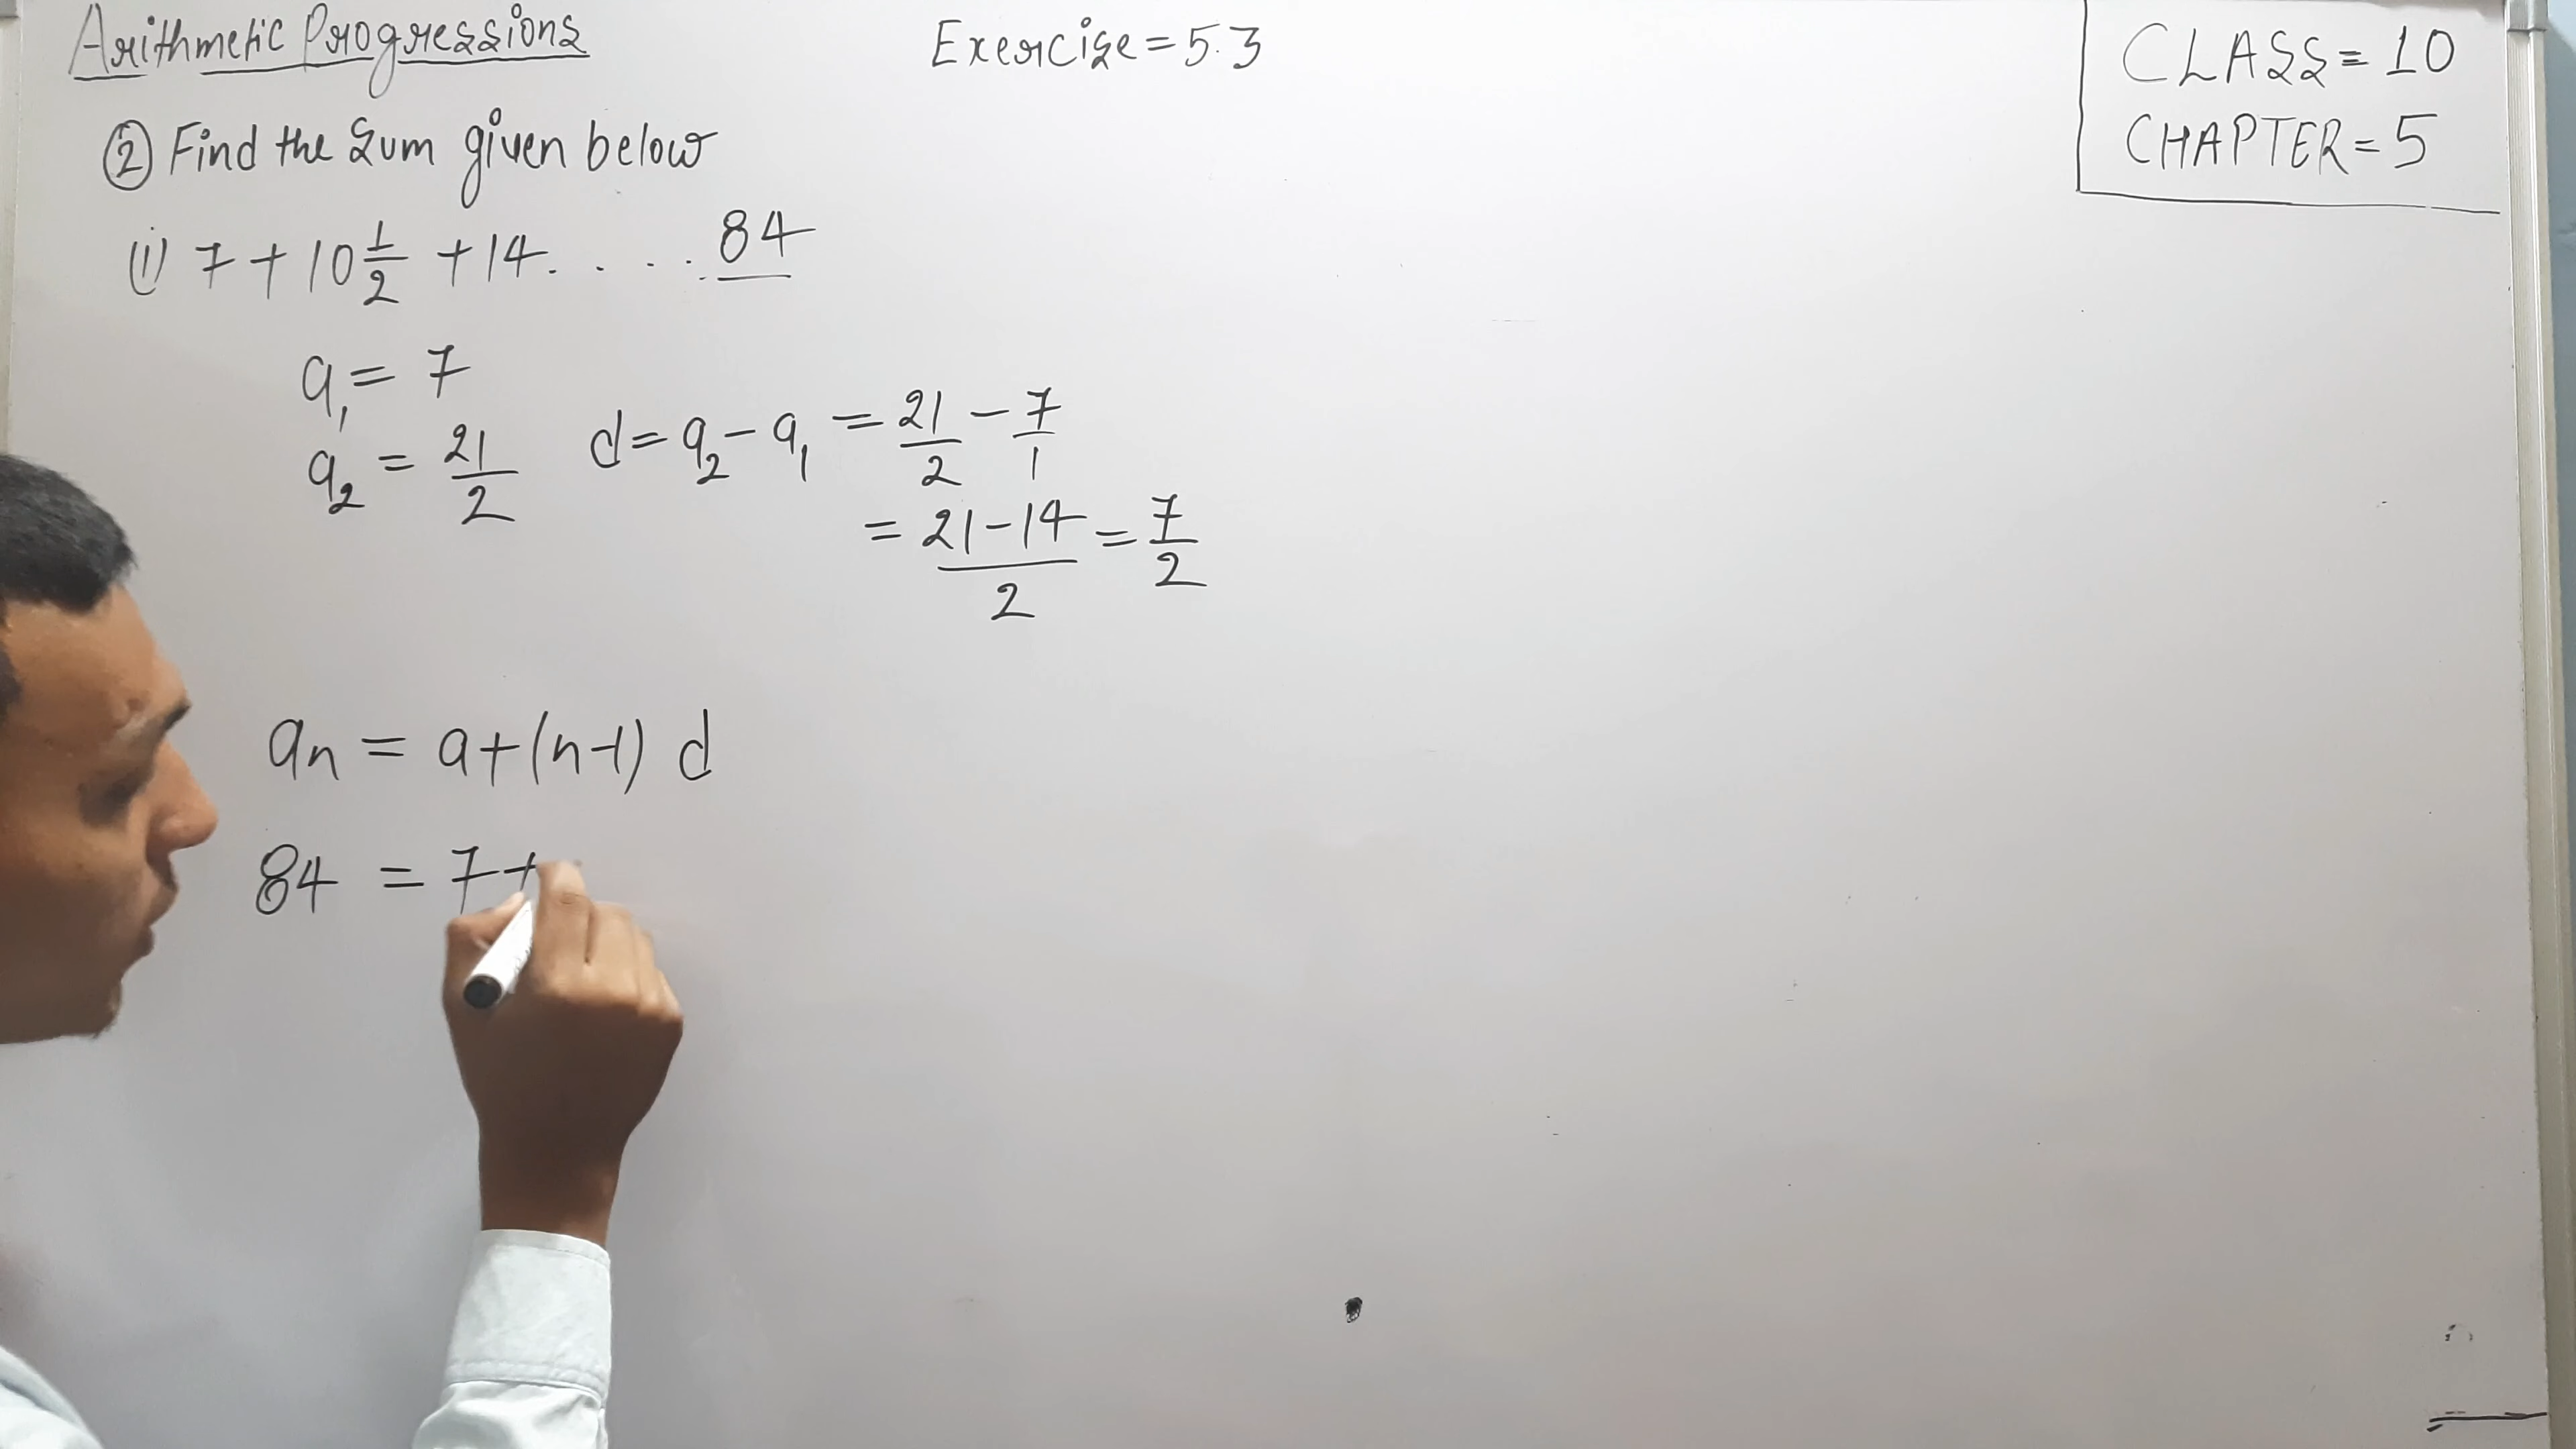 Arithmetic Progressions
Exercise = 5.3
CLASS = 10
CHAPTER = 5
② Find the Sum given below
(i) 7 + 10 1/2 + 14. . . . . . 84
a₁ = 7
a₂ = 21/2
d = a₂ - a₁ = 21/2 - 7/1
= 21-14/2 = 7/2
an = a+(n-1) d
84 = 7+